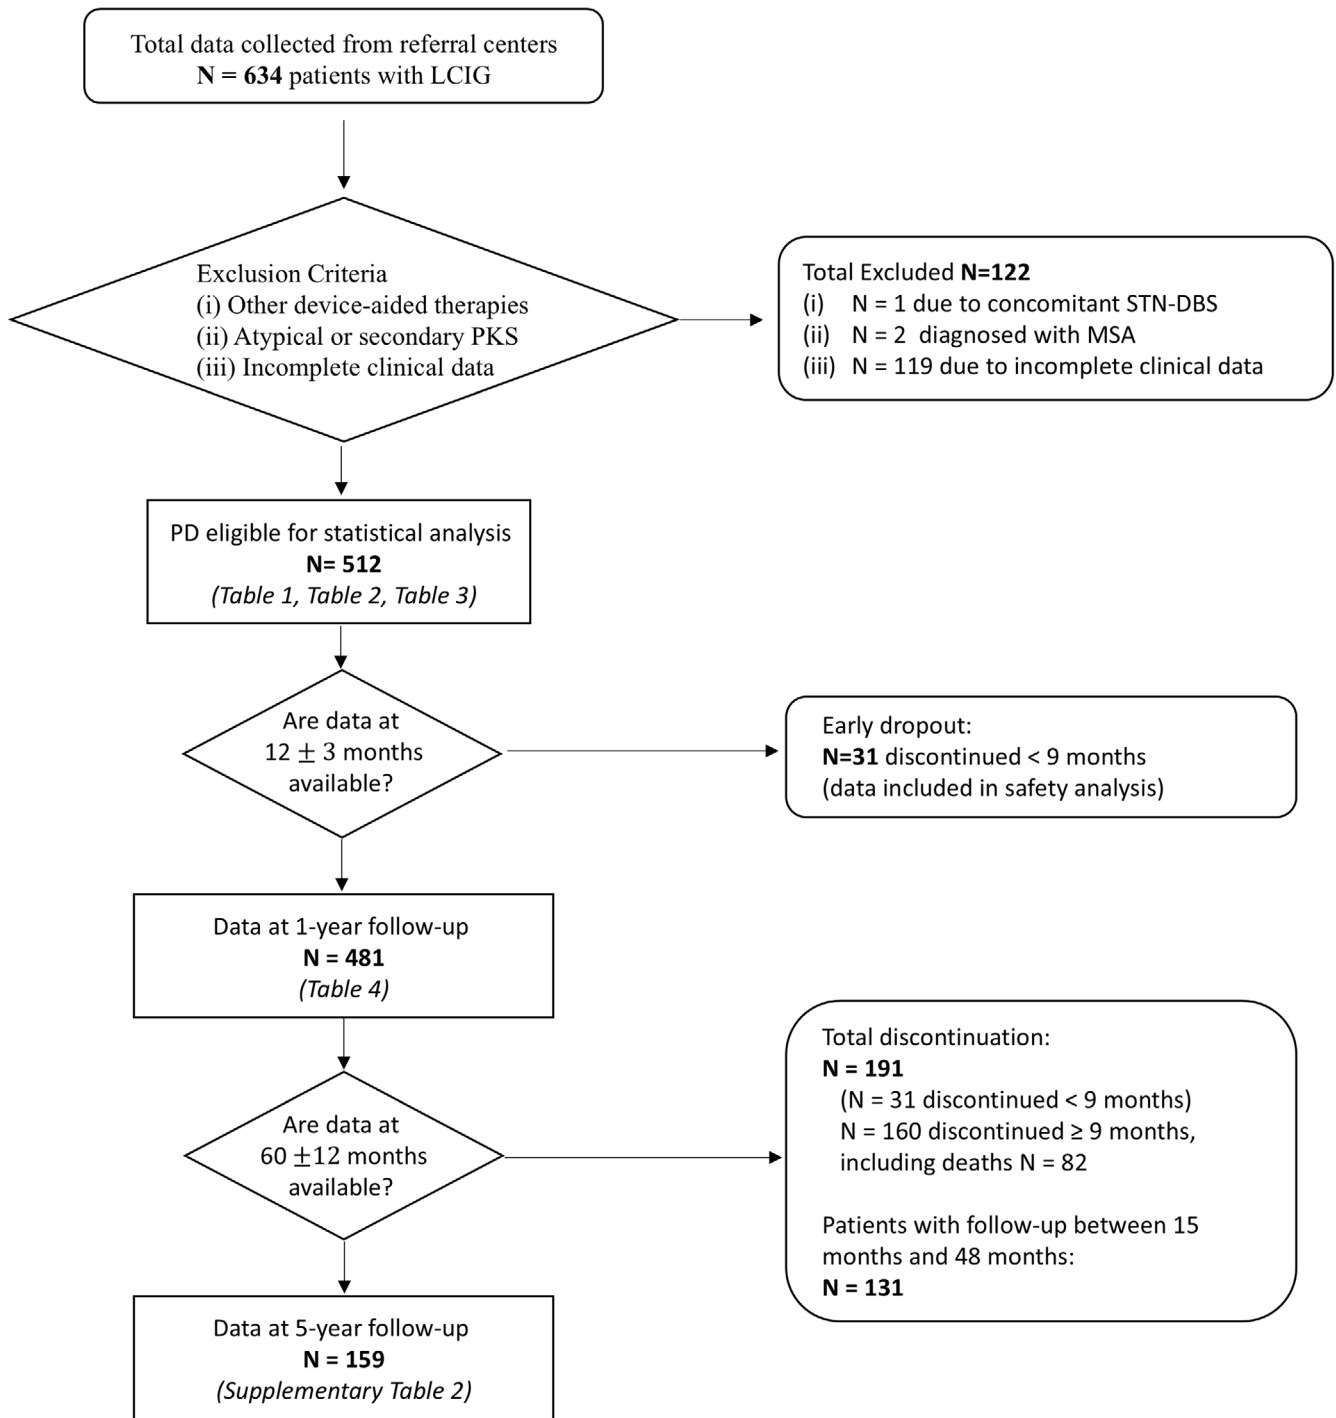 Total data collected from referral centers
N = 634 patients with LCIG
Exclusion Criteria
(i) Other device-aided therapies
(ii) Atypical or secondary PKS
(iii) Incomplete clinical data
Total Excluded N=122
(i) N = 1 due to concomitant STN-DBS
(ii) N = 2 diagnosed with MSA
(iii) N = 119 due to incomplete clinical data
PD eligible for statistical analysis
N= 512
(Table 1, Table 2, Table 3)
Are data at
12 ± 3 months
available?
Early dropout:
N=31 discontinued < 9 months
(data included in safety analysis)
Data at 1-year follow-up
N = 481
(Table 4)
Are data at
60 ±12 months
available?
Total discontinuation:
N = 191
(N = 31 discontinued < 9 months)
N = 160 discontinued ≥ 9 months,
including deaths N = 82
Patients with follow-up between 15
months and 48 months:
N = 131
Data at 5-year follow-up
N = 159
(Supplementary Table 2)